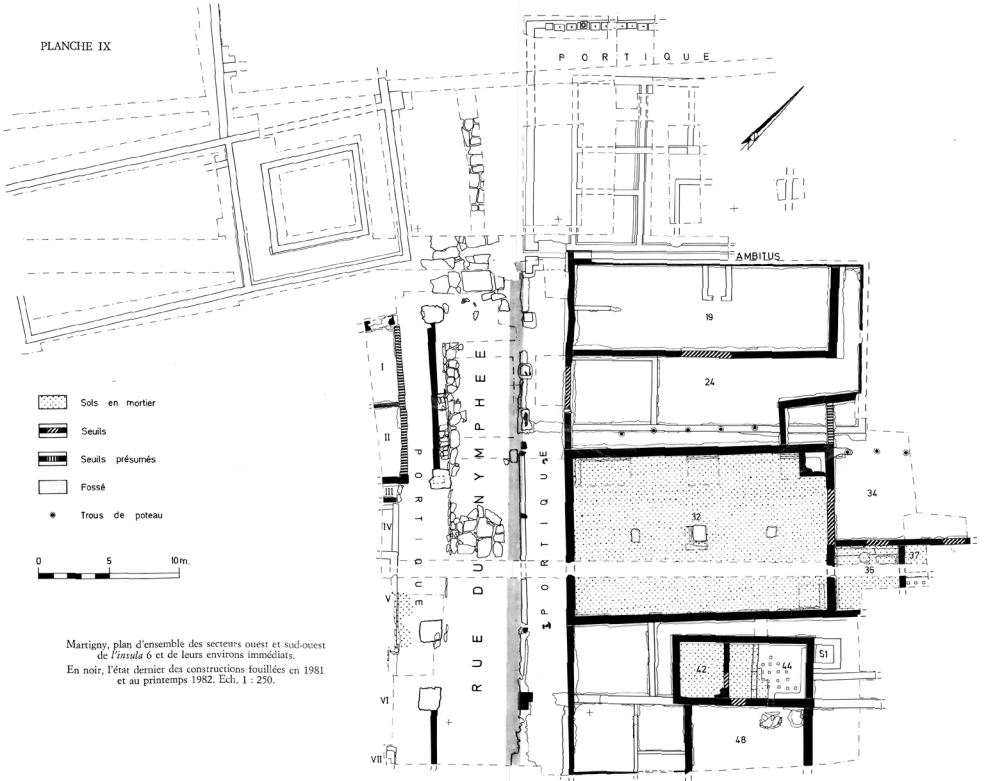 PLANCHE IX
PORTIQUE
AMBITUS
19
24
I
II
III
IV
V
VI
VII
PORTIQUE
RUE DU NYMPHEE
PORTIQUE
32
34
36
37
42
44
51
48
Sols en mortier
Seuils
Seuils présumés
Fossé
Trous de poteau
0 5 10 m.
Martigny, plan d'ensemble des secteurs ouest et sud-ouest
de l'insula 6 et de leurs environs immédiats.
En noir, l'état dernier des constructions fouillées en 1981
et au printemps 1982. Ech. 1 : 250.